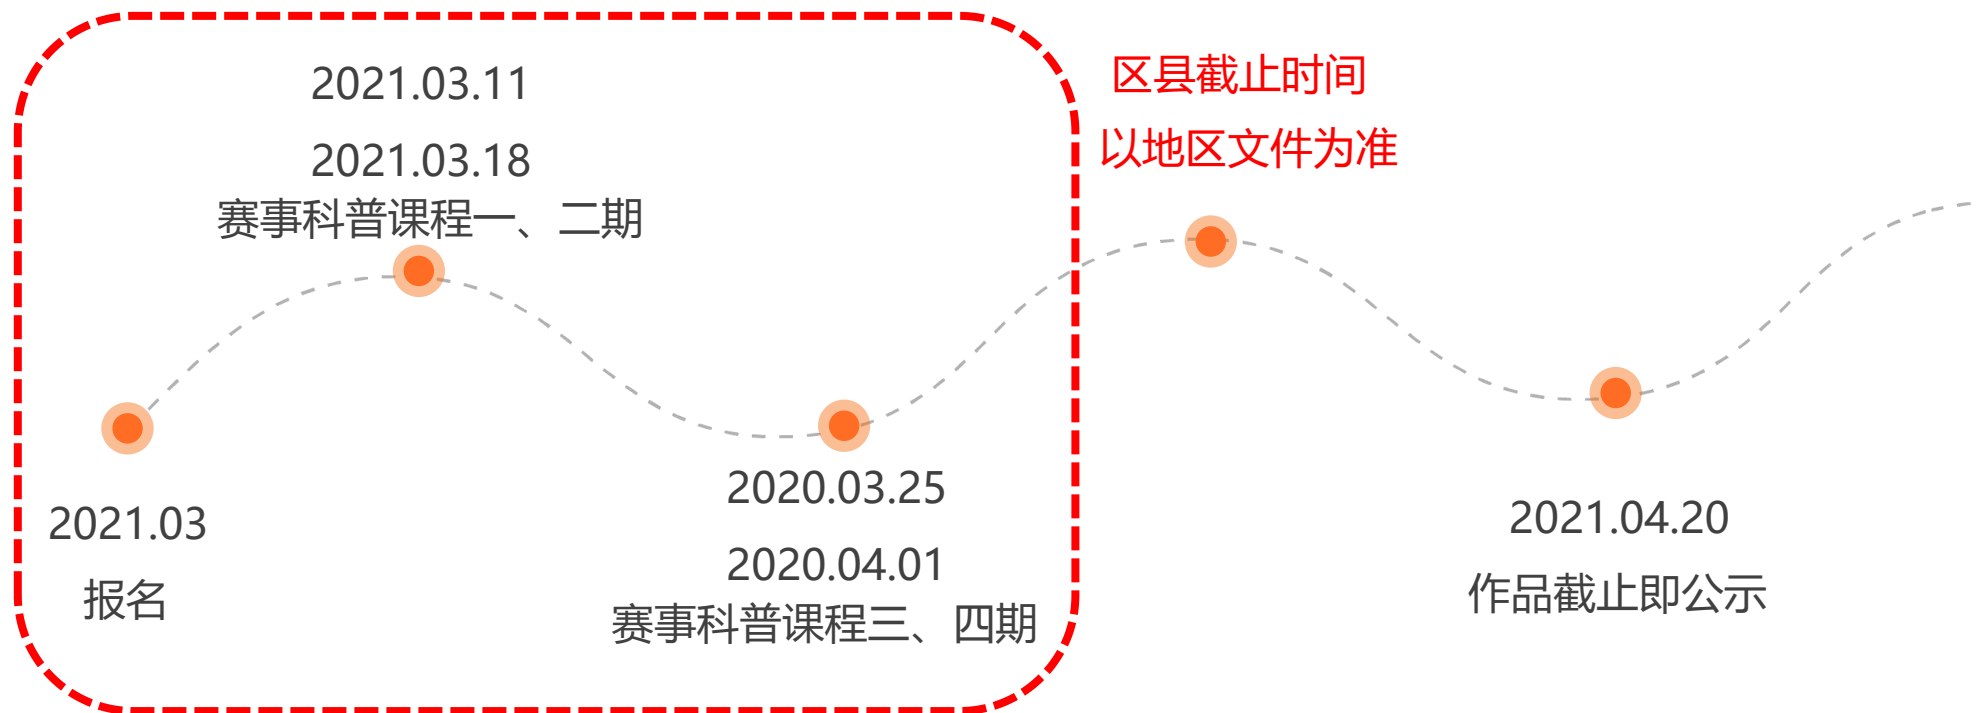 2021.03
报名
2021.03.11
2021.03.18
赛事科普课程一、二期
2020.03.25
2020.04.01
赛事科普课程三、四期
区县截止时间
以地区文件为准
2021.04.20
作品截止即公示